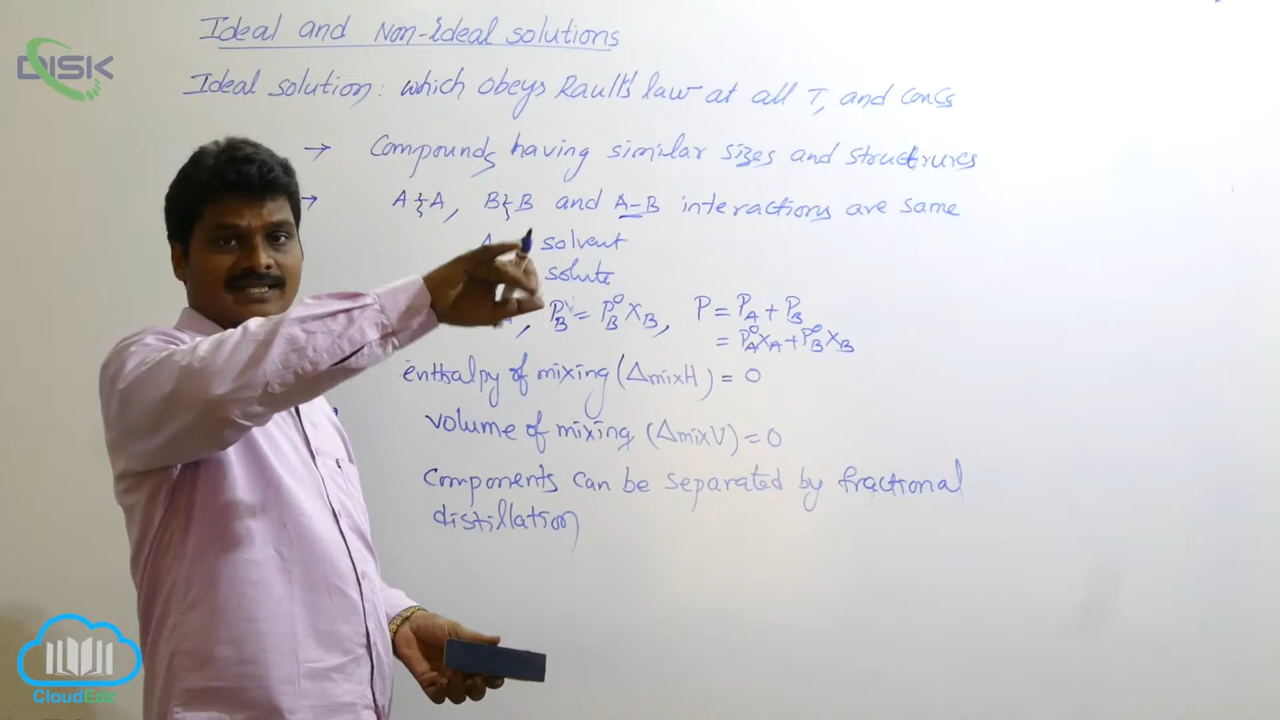 Ideal and Non-ideal solutions
DISK
Ideal solution: which obeys Rault's law at all T, and concs
→ Compounds having similar sizes and structrures
→ A}A, B}B and A-B interactions are same
A solvent
solute
A, P_B = P°_B X_B, P = P_A + P_B
= P°_A X_A + P°_B X_B
enthalpy of mixing (ΔmixH) = 0
volume of mixing (ΔmixV) = 0
Components can be separated by fractional
distillation
CloudEdz